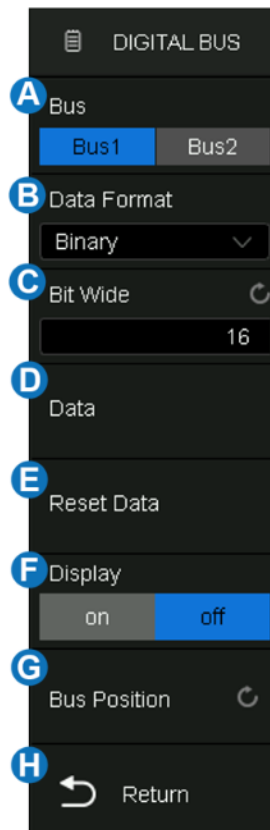 DIGITAL BUS
A
Bus
Bus1 Bus2
B
Data Format
Binary
C
Bit Wide
16
D
Data
E
Reset Data
F
Display
on off
G
Bus Position
H
Return